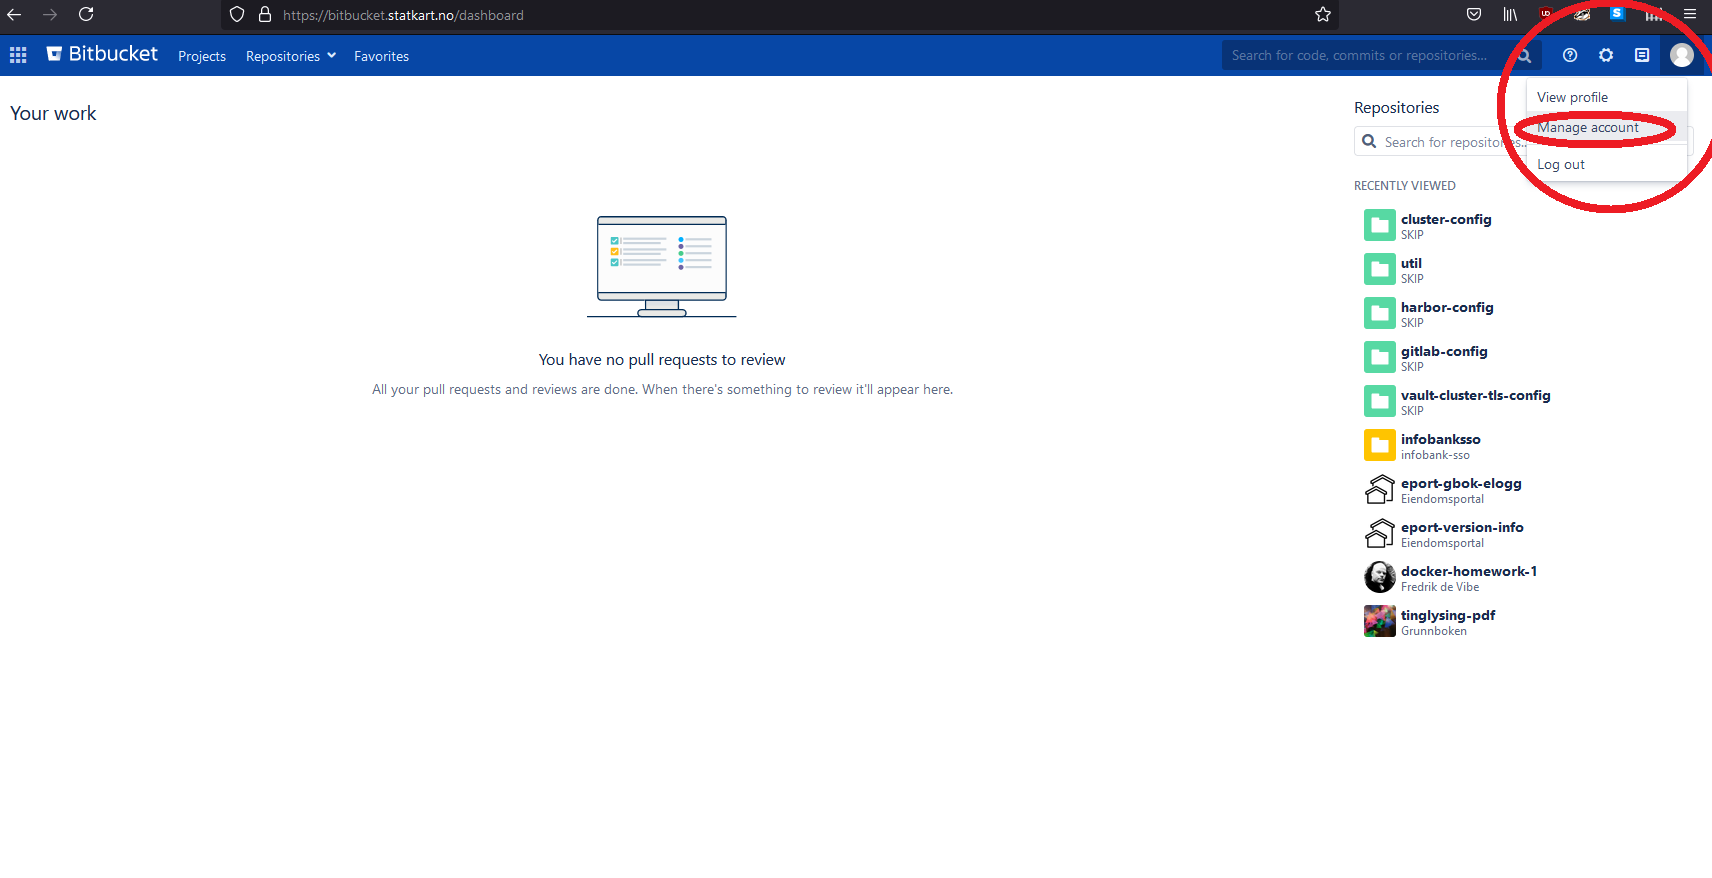 https://bitbucket.statkart.no/dashboard
Bitbucket
Projects
Repositories
Favorites
Search for code, commits or repositories...
Your work
View profile
Manage account
Log out
Repositories
Search for repositories...
RECENTLY VIEWED
cluster-config
SKIP
util
SKIP
harbor-config
SKIP
gitlab-config
SKIP
vault-cluster-tls-config
SKIP
infobanksso
infobank-sso
eport-gbok-elogg
Eiendomsportal
eport-version-info
Eiendomsportal
docker-homework-1
Fredrik de Vibe
tinglysing-pdf
Grunnboken
You have no pull requests to review
All your pull requests and reviews are done. When there's something to review it'll appear here.